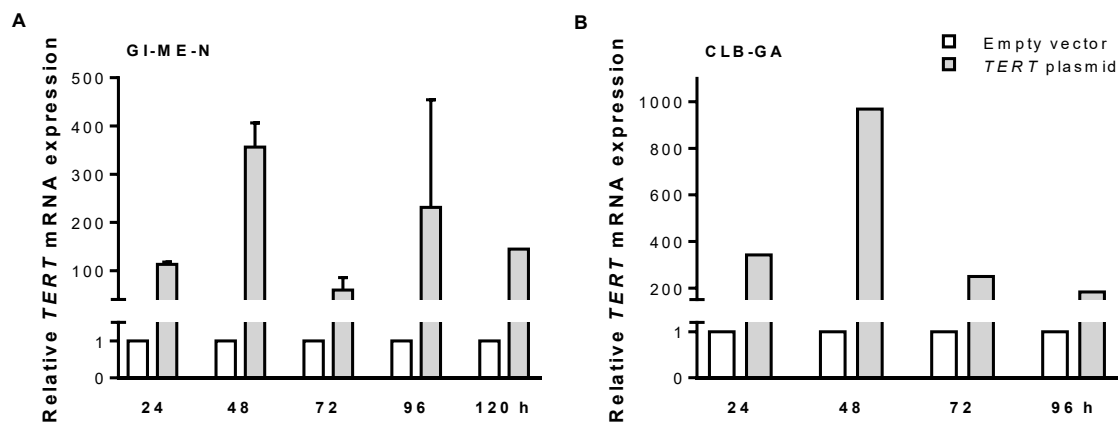 A
GI-ME-N
Relative TERT mRNA expression
500
400
300
200
100
1
0
24 48 72 96 120 h
B
CLB-GA
Empty vector
TERT plasmid
Relative TERT mRNA expression
1000
800
600
400
200
1
0
24 48 72 96 h